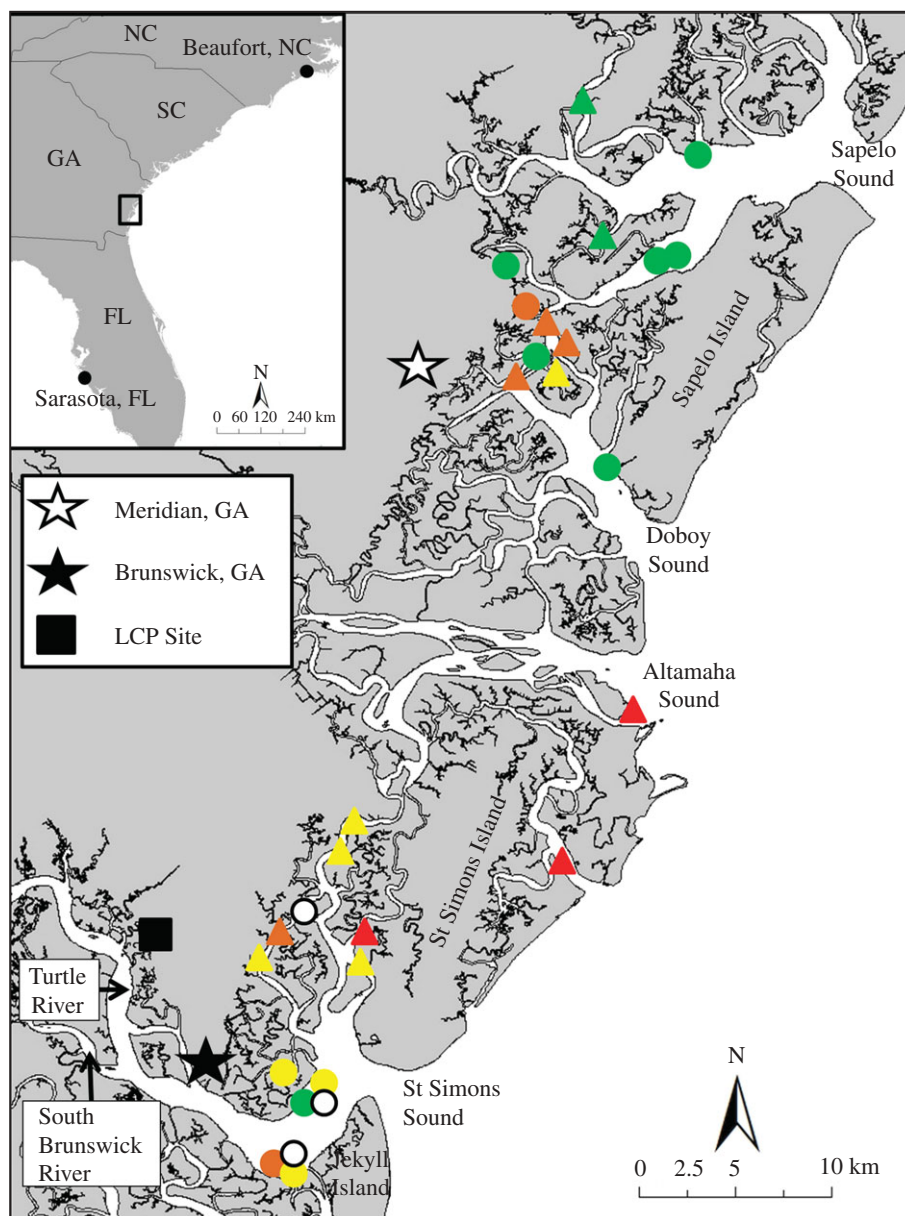 NC
Beaufort, NC
SC
GA
FL
Sarasota, FL
N
0 60 120 240 km
Meridian, GA
Brunswick, GA
LCP Site
Sapelo
Sound
Sapelo Island
Doboy
Sound
Altamaha
Sound
St Simons Island
Turtle
River
South
Brunswick
River
St Simons
Sound
Jekyll
Island
N
0 2.5 5 10 km